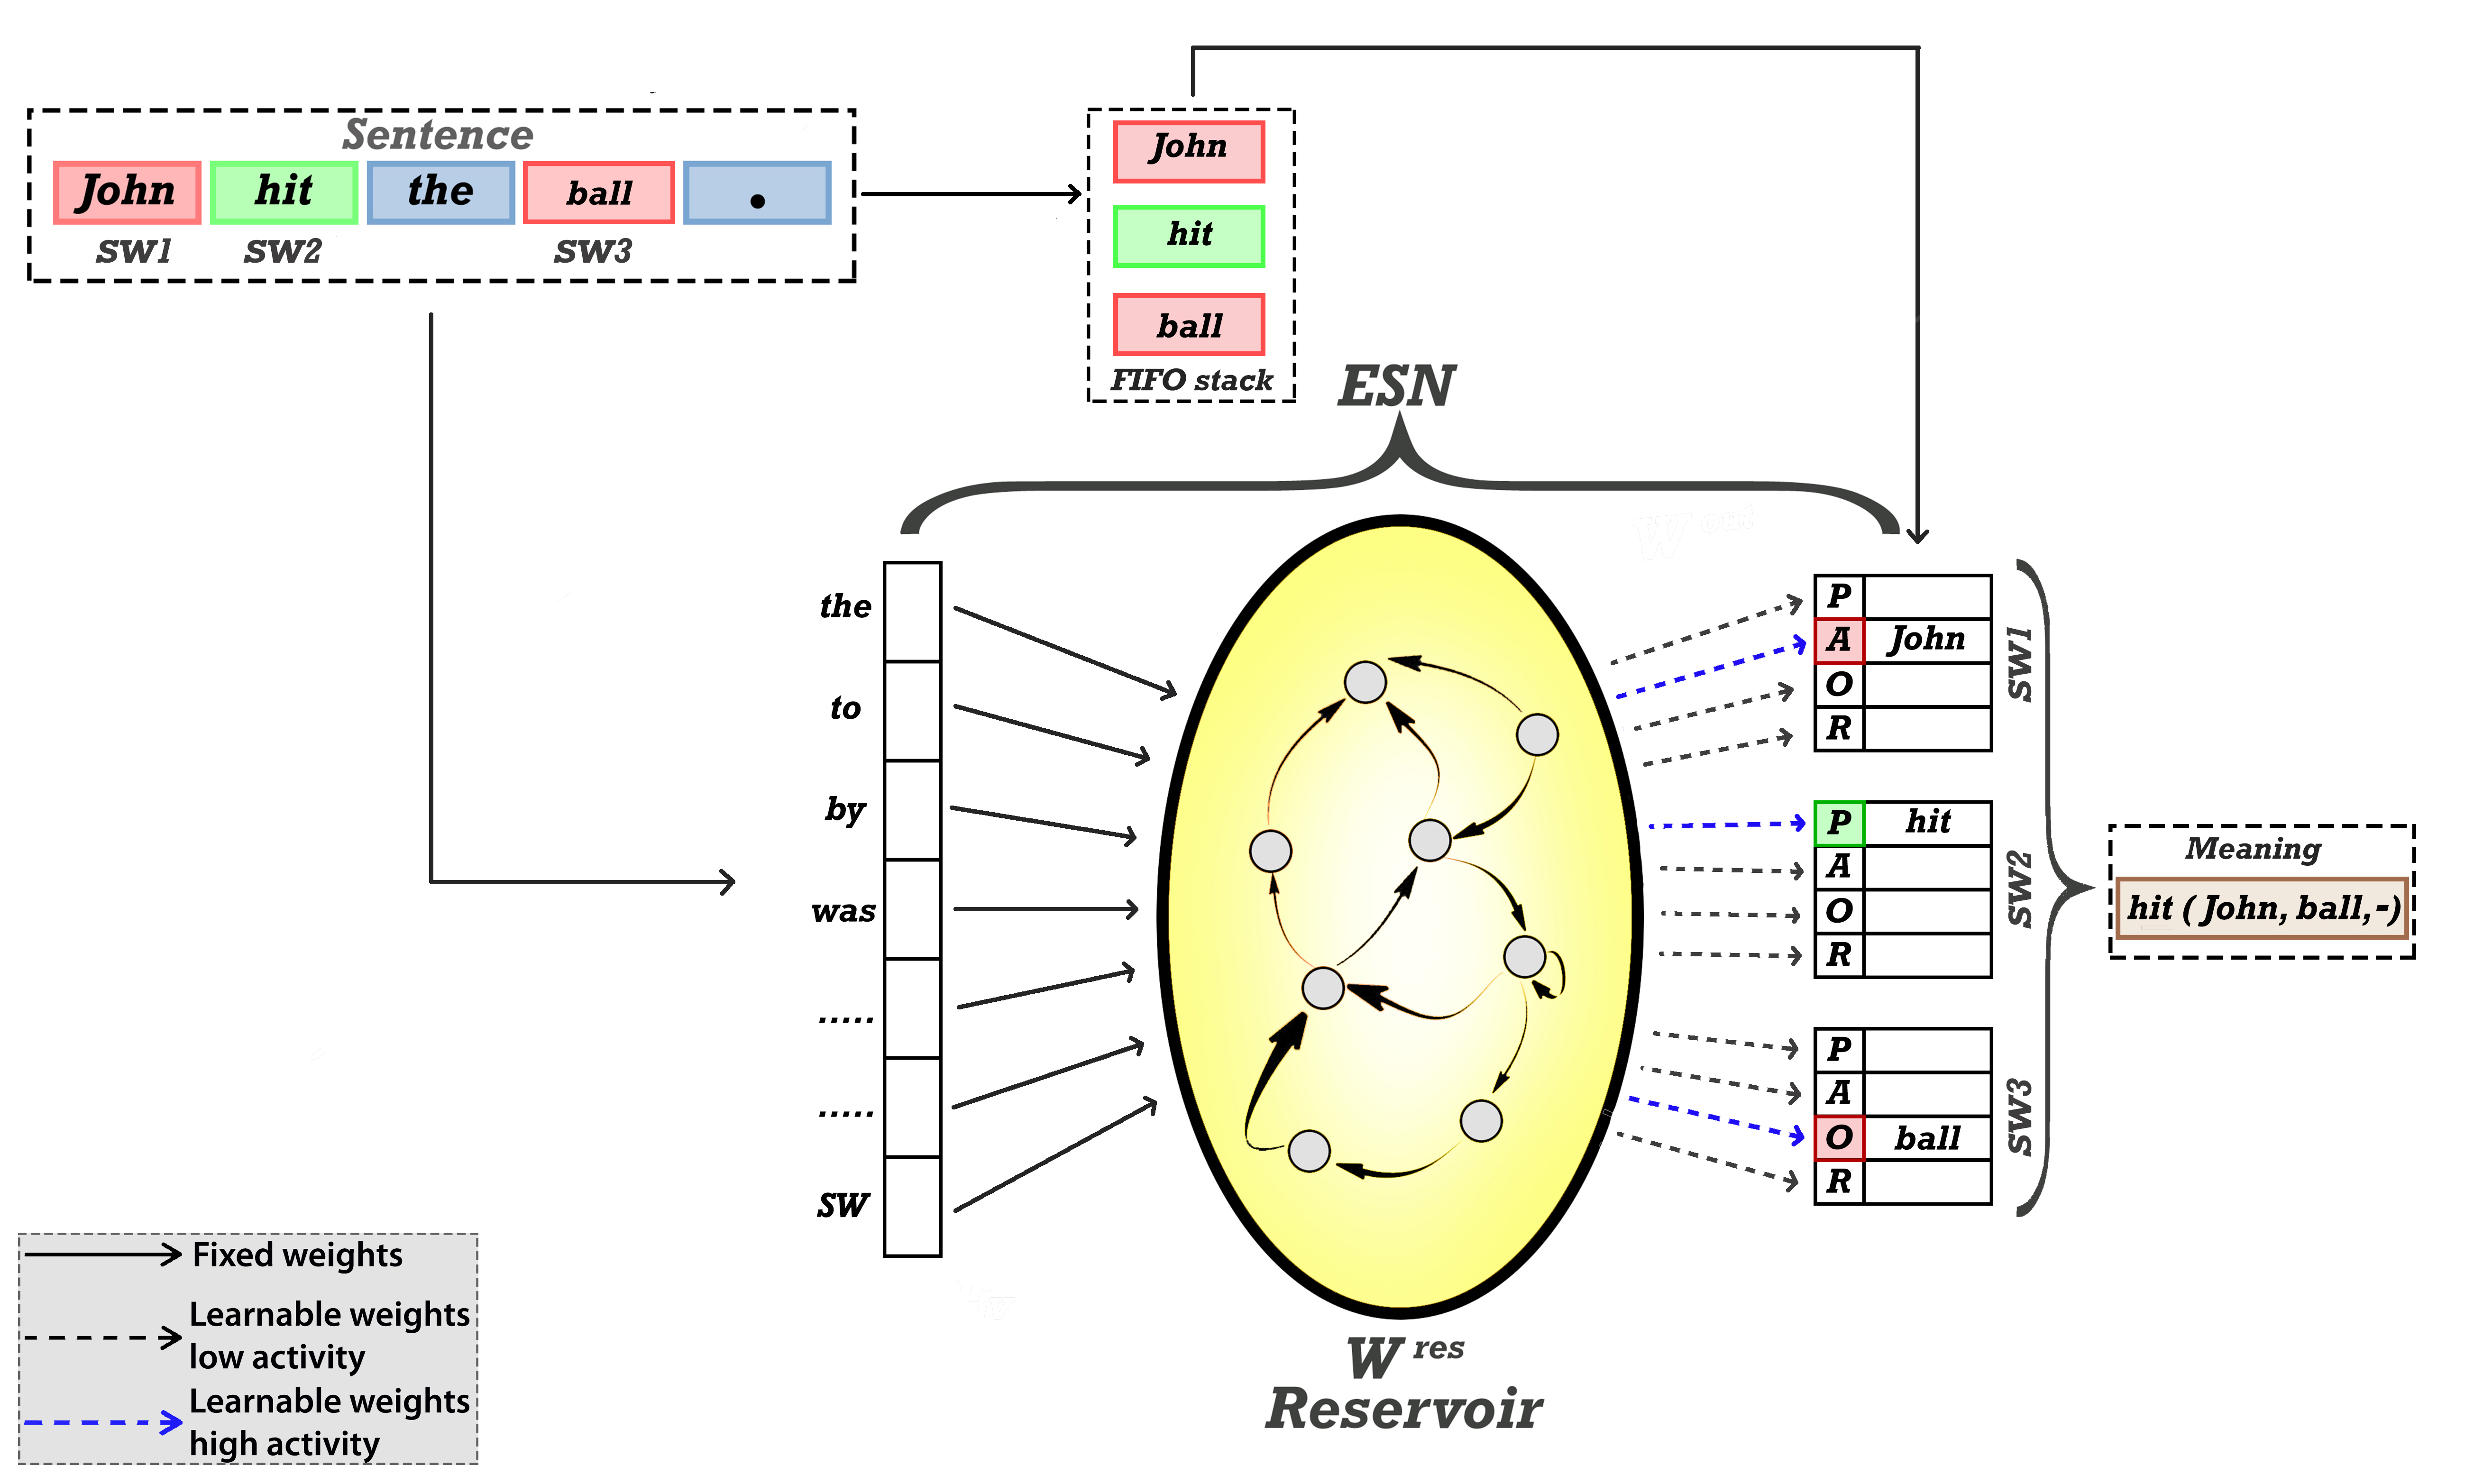 Sentence
John hit the ball .
SW1 SW2 SW3
John
hit
ball
FIFO stack
ESN
the
to
by
was
.....
.....
SW
W res
Reservoir
P
A John
O
R
SW1
P hit
A
O
R
SW2
P
A
O ball
R
SW3
Meaning
hit ( John, ball,-)
Fixed weights
Learnable weights
low activity
Learnable weights
high activity